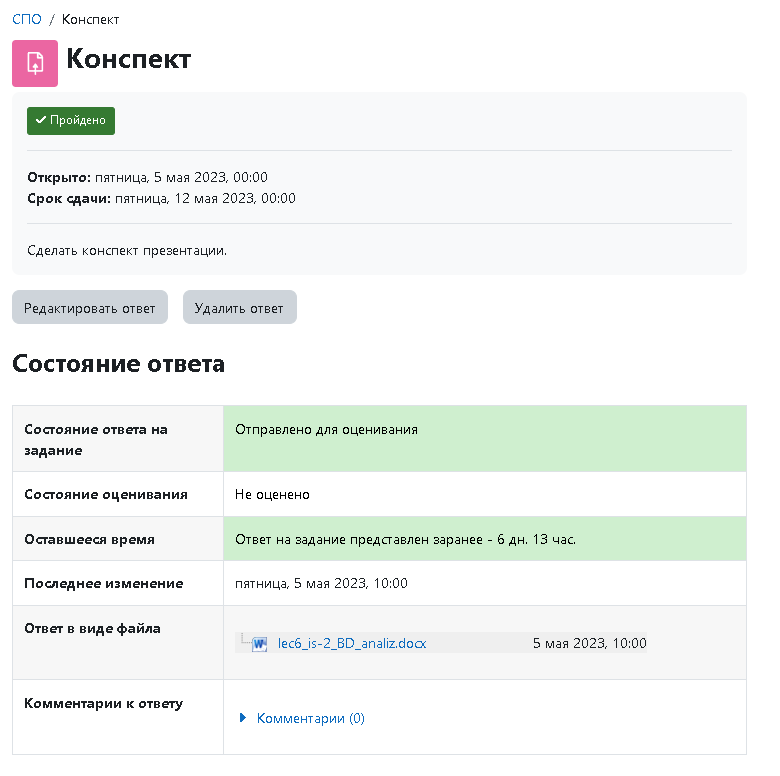 СПО / Конспект
Конспект
Пройдено
Открыто: пятница, 5 мая 2023, 00:00
Срок сдачи: пятница, 12 мая 2023, 00:00
Сделать конспект презентации.
Редактировать ответ Удалить ответ
Состояние ответа
Состояние ответа на
задание
Отправлено для оценивания
Состояние оценивания
Не оценено
Оставшееся время
Ответ на задание представлен заранее - 6 дн. 13 час.
Последнее изменение
пятница, 5 мая 2023, 10:00
Ответ в виде файла
lec6_is-2_BD_analiz.docx 5 мая 2023, 10:00
Комментарии к ответу
Комментарии (0)